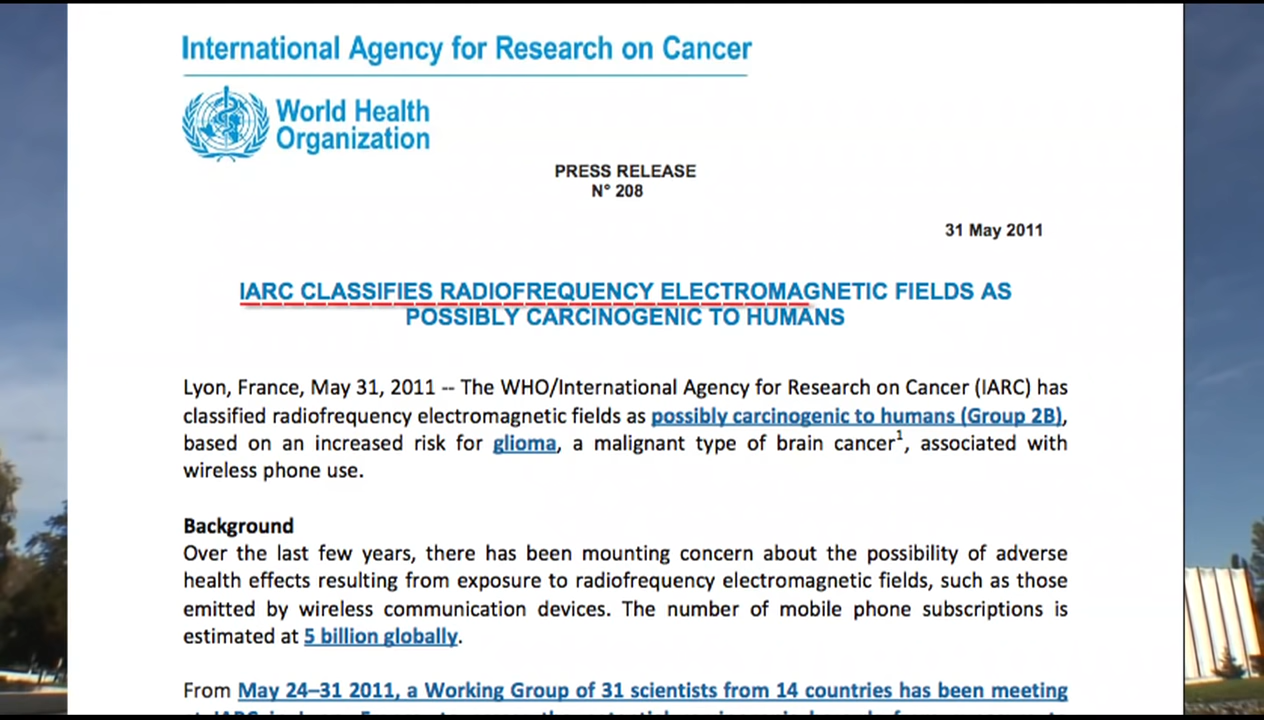 International Agency for Research on Cancer
World Health
Organization
PRESS RELEASE
N° 208
31 May 2011
IARC CLASSIFIES RADIOFREQUENCY ELECTROMAGNETIC FIELDS AS
POSSIBLY CARCINOGENIC TO HUMANS
Lyon, France, May 31, 2011 -- The WHO/International Agency for Research on Cancer (IARC) has
classified radiofrequency electromagnetic fields as possibly carcinogenic to humans (Group 2B),
based on an increased risk for glioma, a malignant type of brain cancer¹, associated with
wireless phone use.
Background
Over the last few years, there has been mounting concern about the possibility of adverse
health effects resulting from exposure to radiofrequency electromagnetic fields, such as those
emitted by wireless communication devices. The number of mobile phone subscriptions is
estimated at 5 billion globally.
From May 24–31 2011, a Working Group of 31 scientists from 14 countries has been meeting